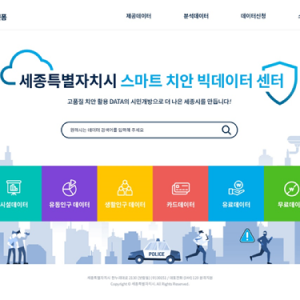 제공데이터 분석데이터 데이터신청
세종특별자치시 스마트 치안 빅데이터 센터
고품질 치안 활용 DATA의 시민개방으로 더 나은 세종시를 만듭니다!
원하시는 데이터 검색어를 입력해 주세요
시설데이터 유동인구 데이터 생활인구 데이터 카드데이터 유료데이터 무료데이터
POLICE